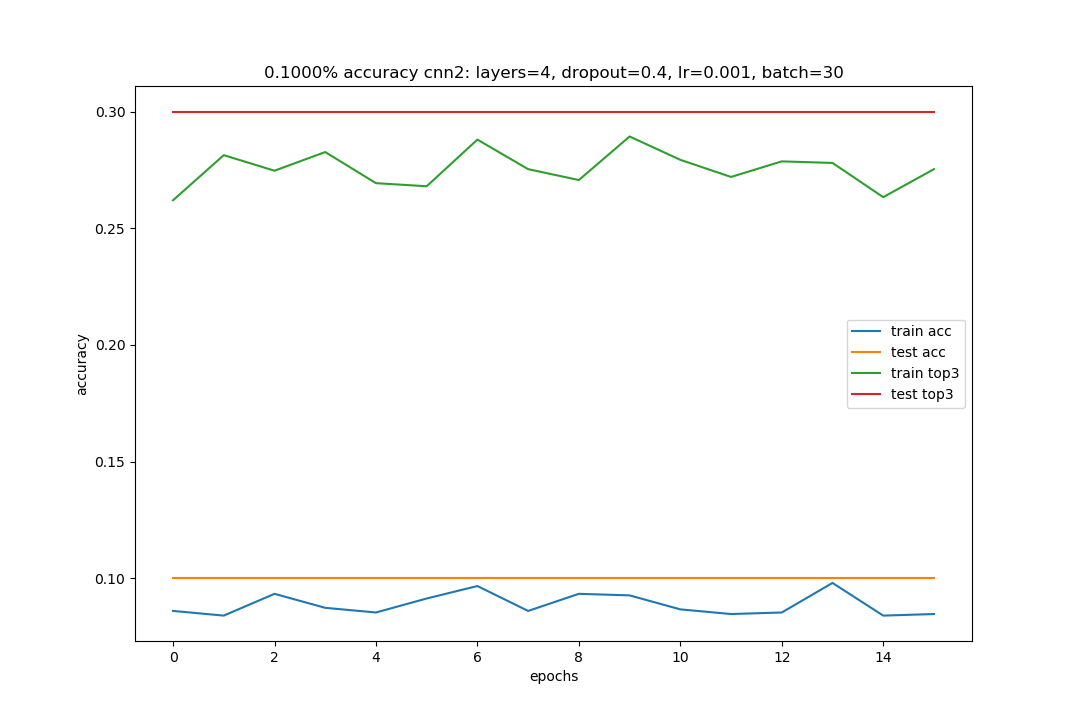 0.1000% accuracy cnn2: layers=4, dropout=0.4, lr=0.001, batch=30
0.30
0.25
0.20
0.15
0.10
accuracy
train acc
test acc
train top3
test top3
0 2 4 6 8 10 12 14
epochs